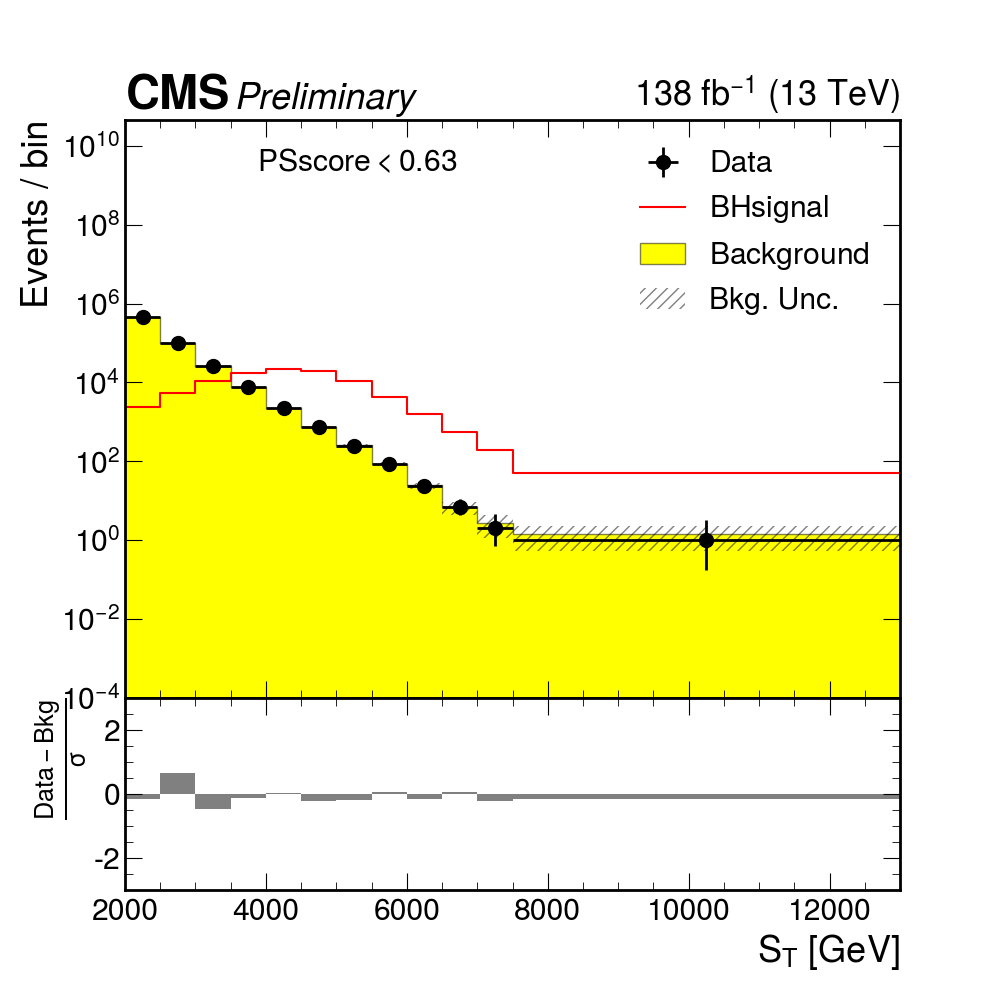 CMS Preliminary 138 fb⁻¹ (13 TeV)
Events / bin
PSscore < 0.63
Data
BHsignal
Background
Bkg. Unc.
10¹⁰
10⁸
10⁶
10⁴
10²
10⁰
10⁻²
10⁻⁴
Data – Bkg
σ
2
0
-2
2000 4000 6000 8000 10000 12000
S_T [GeV]